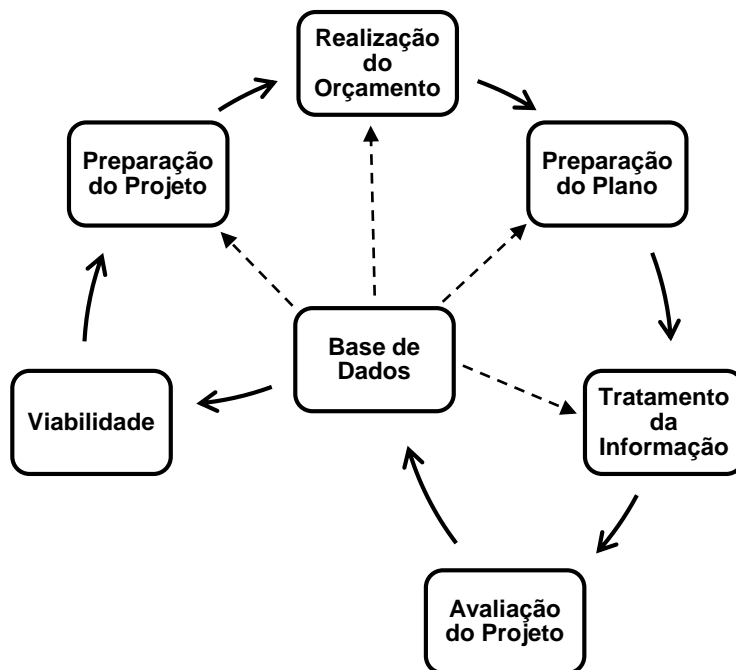 Realização
do
Orçamento
Preparação
do Projeto
Preparação
do Plano
Base de
Dados
Viabilidade
Tratamento
da
Informação
Avaliação
do Projeto